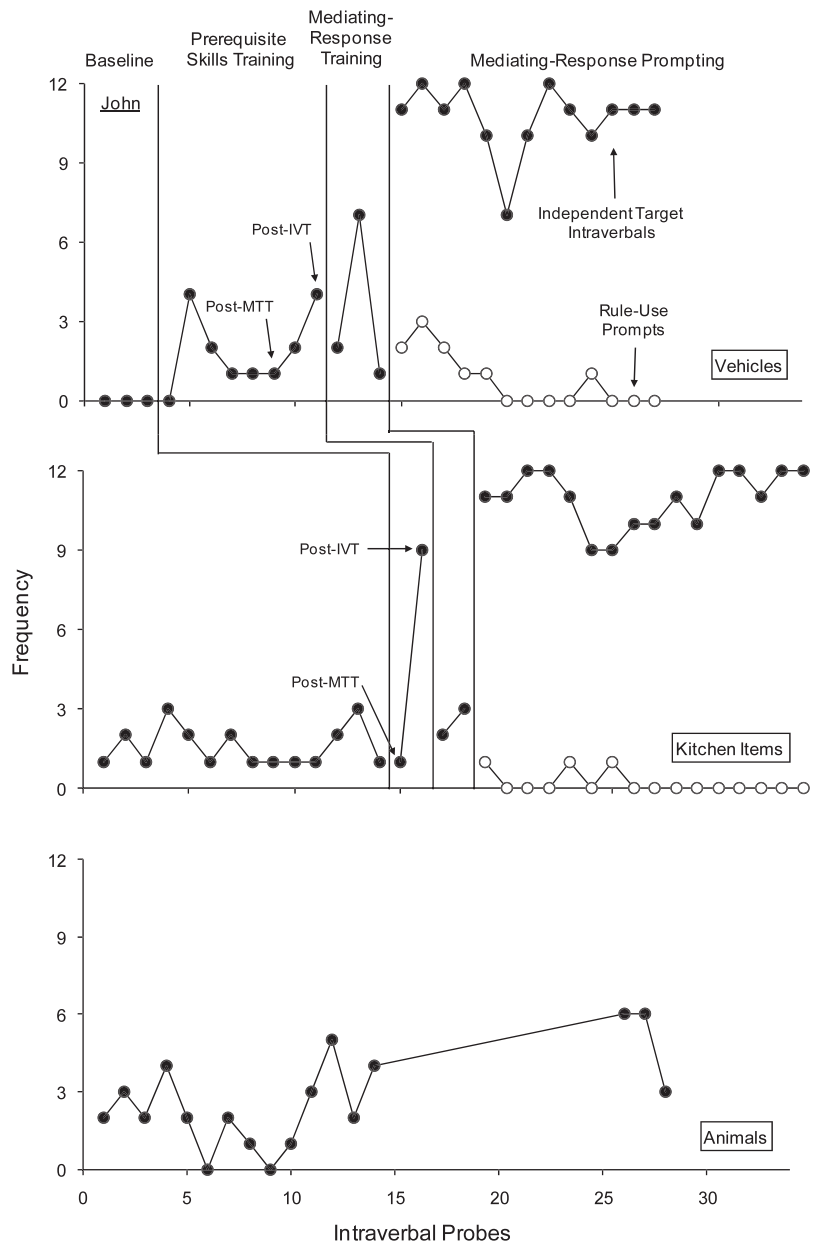 Baseline
Prerequisite
Skills Training
Mediating-
Response
Training
Mediating-Response Prompting
12
John
9
Post-IVT
Independent Target
Intraverbals
6
Post-MTT
Rule-Use
Prompts
3
Vehicles
0
12
9
Post-IVT
Frequency
6
Post-MTT
3
Kitchen Items
0
12
9
6
3
Animals
0
0 5 10 15 20 25 30
Intraverbal Probes